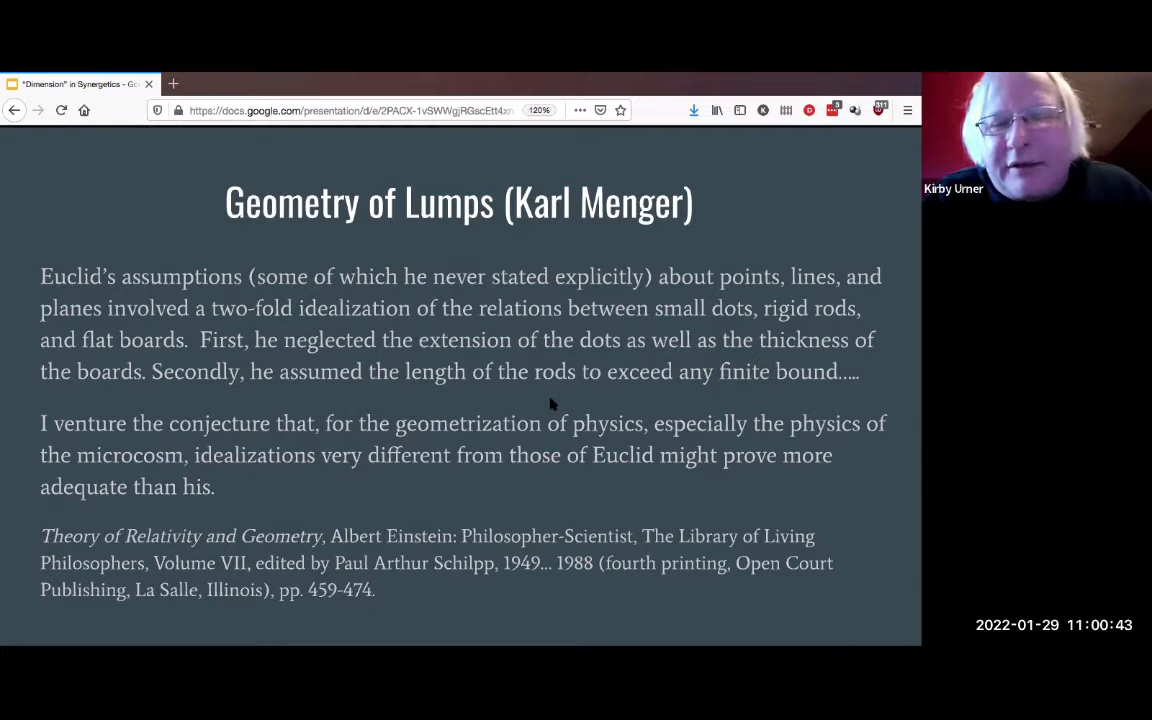 "Dimension" in Synergetics - Go
https://docs.google.com/presentation/d/e/2PACX-1vSWWgjRGscEtt4x
120%
3
511
Kirby Urner
Geometry of Lumps (Karl Menger)
Euclid's assumptions (some of which he never stated explicitly) about points, lines, and
planes involved a two-fold idealization of the relations between small dots, rigid rods,
and flat boards. First, he neglected the extension of the dots as well as the thickness of
the boards. Secondly, he assumed the length of the rods to exceed any finite bound.....
I venture the conjecture that, for the geometrization of physics, especially the physics of
the microcosm, idealizations very different from those of Euclid might prove more
adequate than his.
Theory of Relativity and Geometry, Albert Einstein: Philosopher-Scientist, The Library of Living
Philosophers, Volume VII, edited by Paul Arthur Schilpp, 1949... 1988 (fourth printing, Open Court
Publishing, La Salle, Illinois), pp. 459-474.
2022-01-29 11:00:43